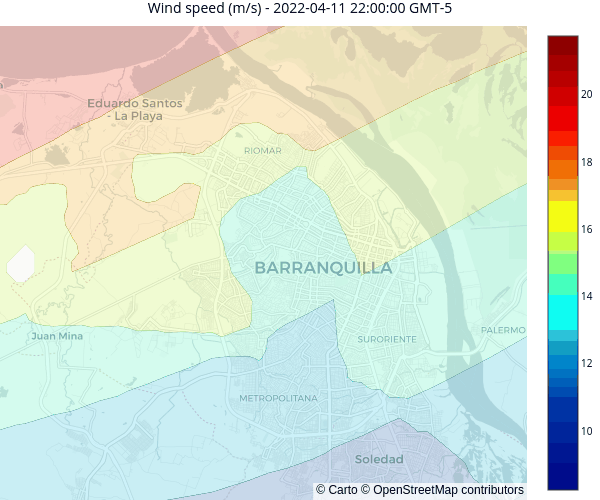 Wind speed (m/s) - 2022-04-11 22:00:00 GMT-5
Eduardo Santos
- La Playa
RIOMAR
BARRANQUILLA
Juan Mina
SURORIENTE
PALERMO
METROPOLITANA
Soledad
© Carto © OpenStreetMap contributors
20
18
16
14
12
10